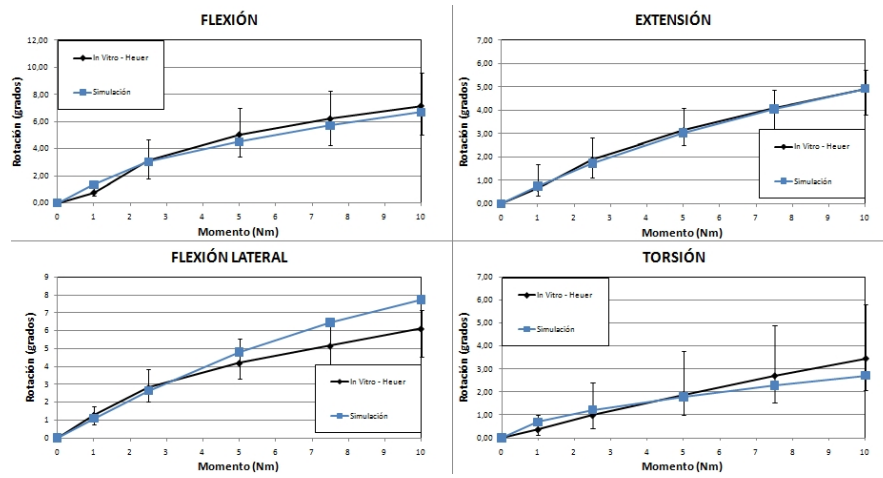 FLEXIÓN
12,00
10,00
8,00
6,00
4,00
2,00
0,00
Rotación (grados)
In Vitro - Heuer
Simulación
0 1 2 3 4 5 6 7 8 9 10
Momento (Nm)
EXTENSIÓN
7,00
6,00
5,00
4,00
3,00
2,00
1,00
0,00
Rotación (grados)
In Vitro - Heuer
Simulación
0 1 2 3 4 5 6 7 8 9 10
Momento (Nm)
FLEXIÓN LATERAL
9
8
7
6
5
4
3
2
1
0
Rotación (grados)
In Vitro - Heuer
Simulación
0 1 2 3 4 5 6 7 8 9 10
Momento (Nm)
TORSIÓN
7,00
6,00
5,00
4,00
3,00
2,00
1,00
0,00
Rotación (grados)
In Vitro - Heuer
Simulación
0 1 2 3 4 5 6 7 8 9 10
Momento (Nm)